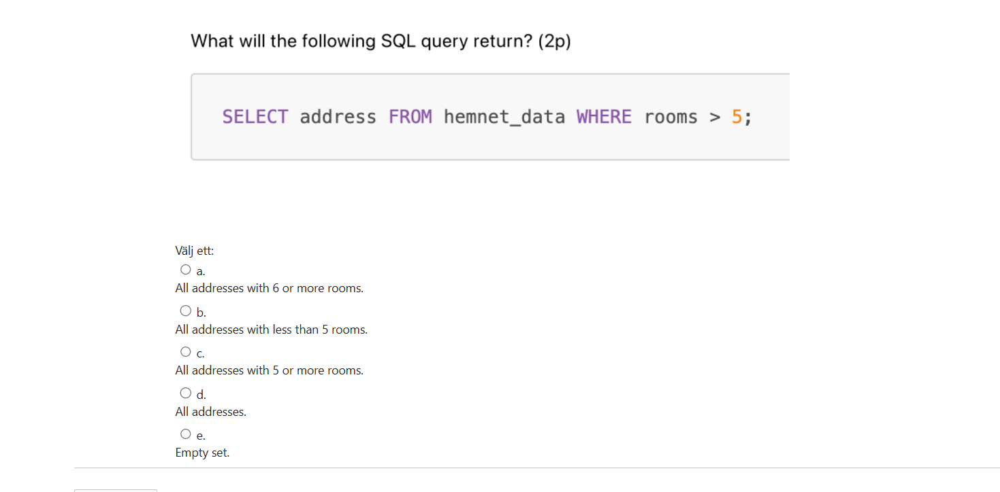 What will the following SQL query return? (2p)
SELECT address FROM hemnet_data WHERE rooms > 5;
Välj ett:
a.
All addresses with 6 or more rooms.
b.
All addresses with less than 5 rooms.
c.
All addresses with 5 or more rooms.
d.
All addresses.
e.
Empty set.